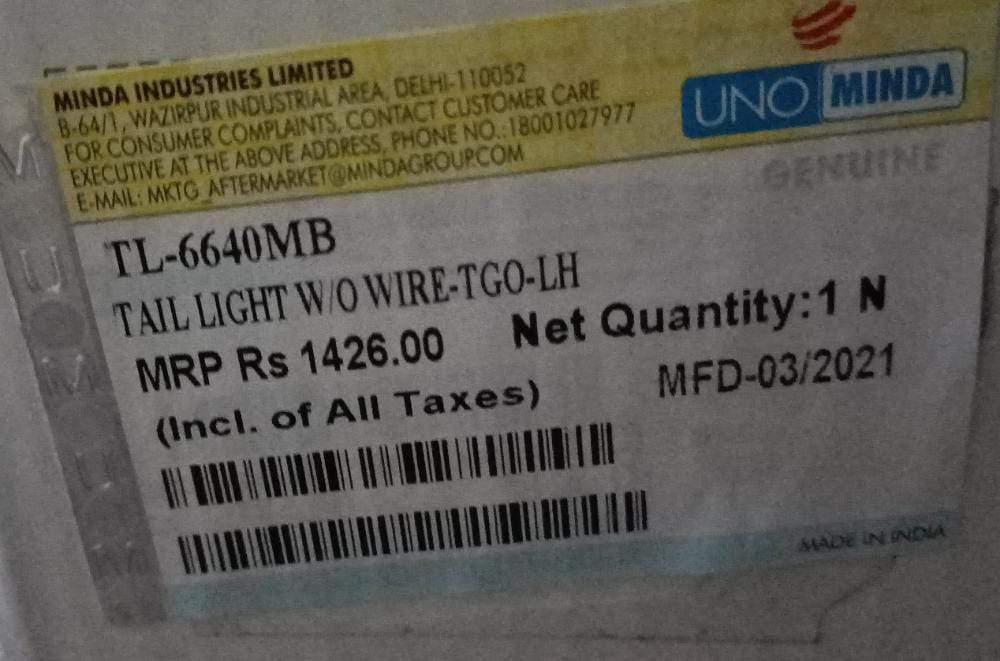 MINDA INDUSTRIES LIMITED
B-64/1, WAZIRPUR INDUSTRIAL AREA, DELHI-110052
FOR CONSUMER COMPLAINTS, CONTACT CUSTOMER CARE
EXECUTIVE AT THE ABOVE ADDRESS, PHONE NO.:18001027977
E-MAIL: MKTG_AFTERMARKET@MINDAGROUP.COM
UNO MINDA
GENUINE
TL-6640MB
TAIL LIGHT W/O WIRE-TGO-LH
MRP Rs 1426.00 Net Quantity:1 N
(Incl. of All Taxes) MFD-03/2021
MADE IN INDIA